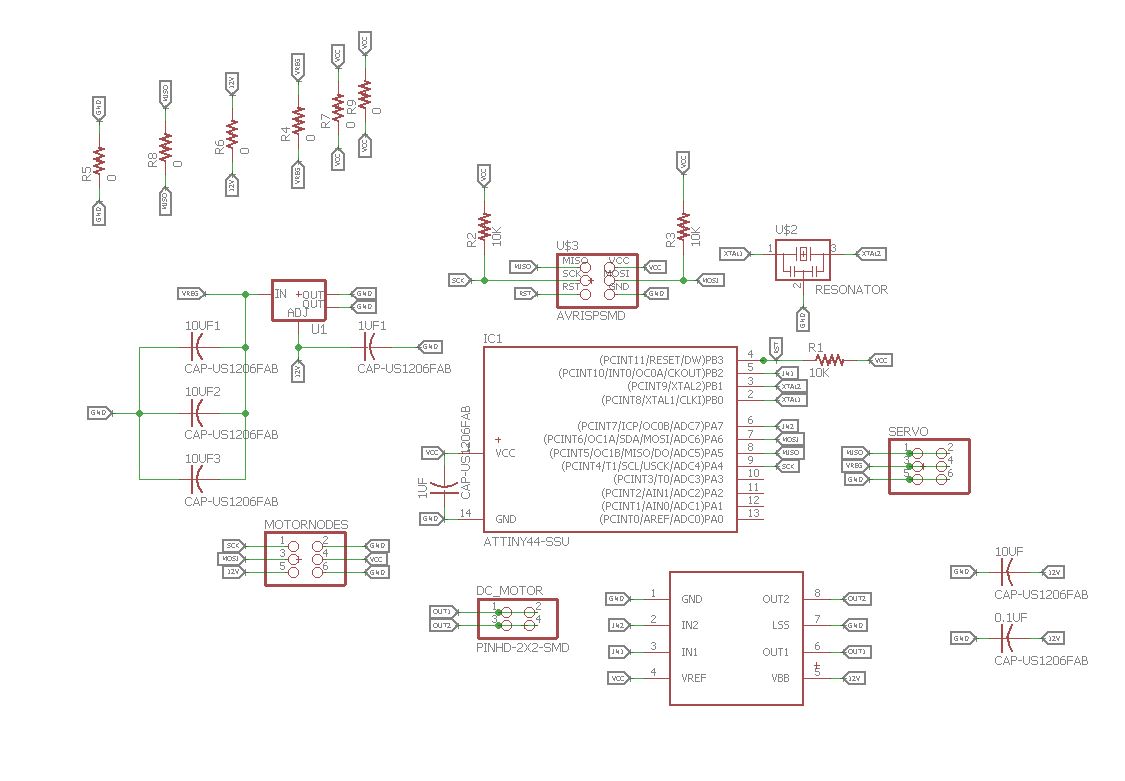 VCC
VCC
VREG
12V
MISO
GND
R9
0
R7
0
R4
0
R6
0
R8
0
R5
0
VCC
VCC
VREG
12V
MISO
GND
VCC
VCC
R2
10K
R3
10K
U$3
MISO
SCK
RST
MISO VCC
SCK MOSI
RST GND
VCC
MOSI
GND
AVRISPSMD
U$2
XTAL1
1
3
XTAL2
2
RESONATOR
GND
VREG
IN +OUT
OUT
ADJ
GND
GND
U1
10UF1
CAP-US1206FAB
1UF1
GND
CAP-US1206FAB
12V
10UF2
GND
CAP-US1206FAB
10UF3
CAP-US1206FAB
IC1
(PCINT11/RESET/DW)PB3
4
RST
R1
10K
VCC
(PCINT10/INT0/OC0A/CKOUT)PB2
5
IN1
(PCINT9/XTAL2)PB1
3
XTAL2
(PCINT8/XTAL1/CLKI)PB0
2
XTAL1
(PCINT7/ICP/OC0B/ADC7)PA7
6
IN2
(PCINT6/OC1A/SDA/MOSI/ADC6)PA6
7
MOSI
(PCINT5/OC1B/MISO/DO/ADC5)PA5
8
MISO
(PCINT4/T1/SCL/USCK/ADC4)PA4
9
SCK
(PCINT3/T0/ADC3)PA3
10
(PCINT2/AIN1/ADC2)PA2
11
(PCINT1/AIN0/ADC1)PA1
12
(PCINT0/AREF/ADC0)PA0
13
VCC
VCC
1UF
CAP-US1206FAB
GND
14
GND
ATTINY44-SSU
SERVO
MISO
1
2
VREG
4
GND
5
6
MOTORNODES
SCK
1
2
GND
MOSI
3
4
VCC
12V
5
6
GND
DC_MOTOR
OUT1
1
2
OUT2
3
4
PINHD-2X2-SMD
GND
1
GND
OUT2
8
OUT2
IN2
2
IN2
LSS
7
GND
IN1
3
IN1
OUT1
6
OUT1
VCC
4
VREF
VBB
5
12V
10UF
GND
12V
CAP-US1206FAB
0.1UF
GND
12V
CAP-US1206FAB